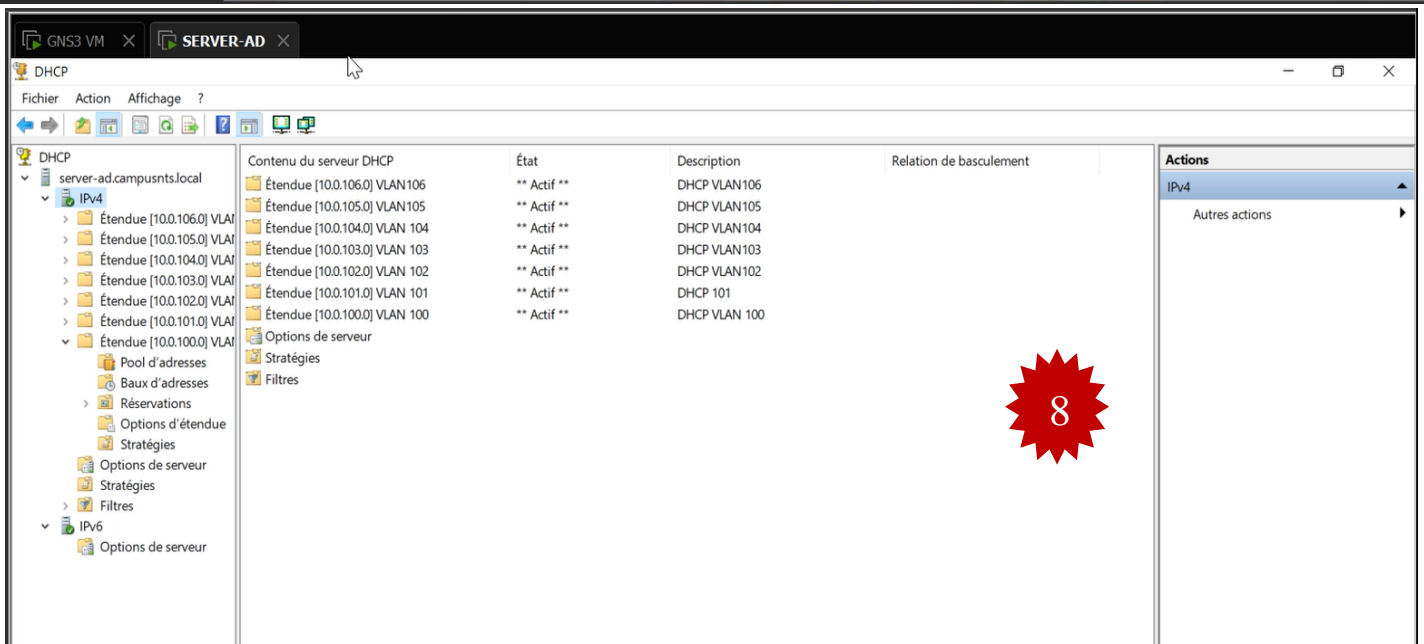 GNS3 VM SERVER-AD
DHCP
Fichier Action Affichage ?
DHCP
server-ad.campusnts.local
IPv4
Étendue [10.0.106.0] VLA
Étendue [10.0.105.0] VLA
Étendue [10.0.104.0] VLA
Étendue [10.0.103.0] VLA
Étendue [10.0.102.0] VLA
Étendue [10.0.101.0] VLA
Étendue [10.0.100.0] VLA
Pool d'adresses
Baux d'adresses
Réservations
Options d'étendue
Stratégies
Options de serveur
Stratégies
Filtres
IPv6
Options de serveur
Contenu du serveur DHCP État Description Relation de basculement
Étendue [10.0.106.0] VLAN106 ** Actif ** DHCP VLAN106
Étendue [10.0.105.0] VLAN105 ** Actif ** DHCP VLAN105
Étendue [10.0.104.0] VLAN 104 ** Actif ** DHCP VLAN104
Étendue [10.0.103.0] VLAN 103 ** Actif ** DHCP VLAN103
Étendue [10.0.102.0] VLAN 102 ** Actif ** DHCP VLAN102
Étendue [10.0.101.0] VLAN 101 ** Actif ** DHCP 101
Étendue [10.0.100.0] VLAN 100 ** Actif ** DHCP VLAN 100
Options de serveur
Stratégies
Filtres
8
Actions
IPv4
Autres actions